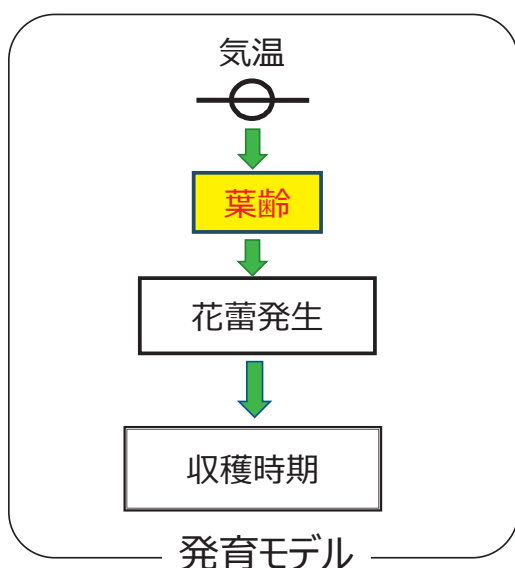 気温
葉齢
花蕾発生
収穫時期
発育モデル